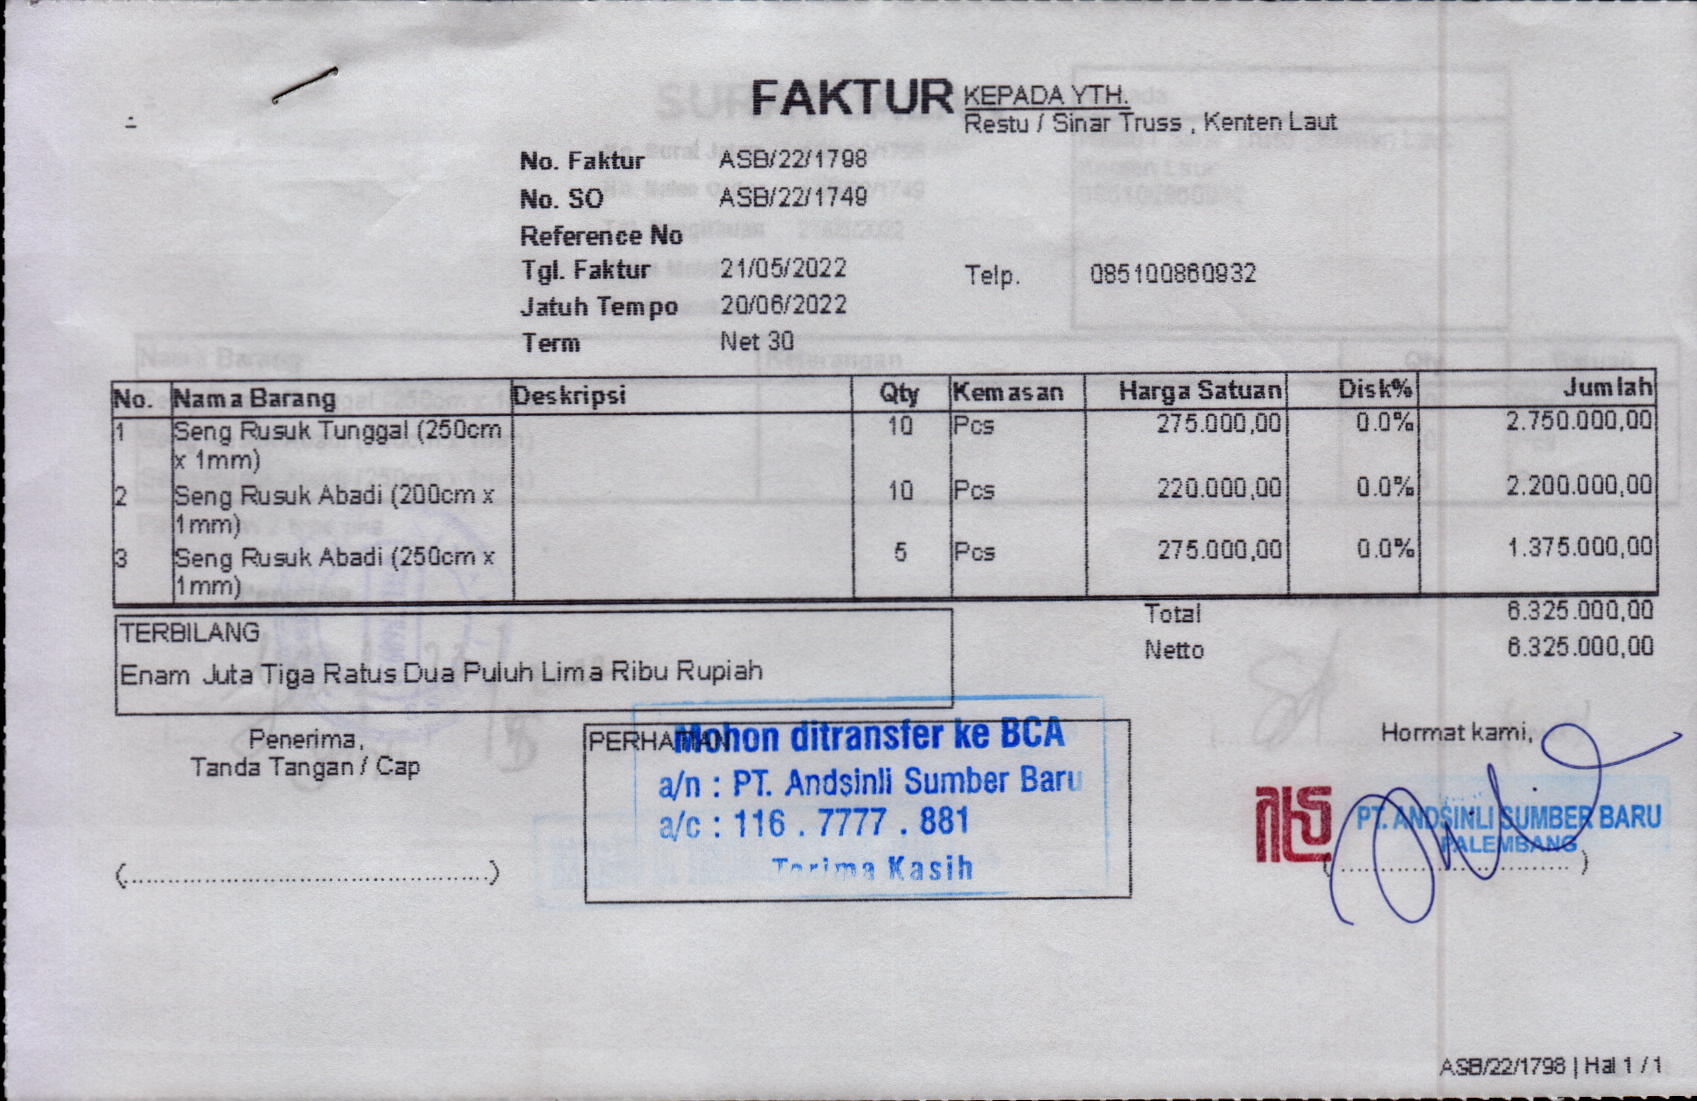 FAKTUR
KEPADA YTH.
Restu / Sinar Truss , Kenten Laut
No. Faktur ASB/22/1798
No. SO ASB/22/1749
Reference No
Tgl. Faktur 21/05/2022
Telp. 085100860932
Jatuh Tempo 20/06/2022
Term Net 30
No. Nama Barang Deskripsi Qty Kemasan Harga Satuan Disk% Jumlah
1 Seng Rusuk Tunggal (250cm 10 Pcs 275.000,00 0.0% 2.750.000,00
x 1mm)
2 Seng Rusuk Abadi (200cm x 10 Pcs 220.000,00 0.0% 2.200.000,00
1mm)
3 Seng Rusuk Abadi (250cm x 5 Pcs 275.000,00 0.0% 1.375.000,00
1mm)
Total 6.325.000,00
Netto 6.325.000,00
TERBILANG
Enam Juta Tiga Ratus Dua Puluh Lima Ribu Rupiah
Penerima,
Tanda Tangan / Cap
(..............................................)
PERHATIAN
Mohon ditransfer ke BCA
a/n : PT. Andsinli Sumber Baru
a/c : 116 . 7777 . 881
Terima Kasih
Hormat kami,
PT. ANDSINLI SUMBER BARU
PALEMBANG
(..............................)
ASB/22/1798 | Hal 1 / 1